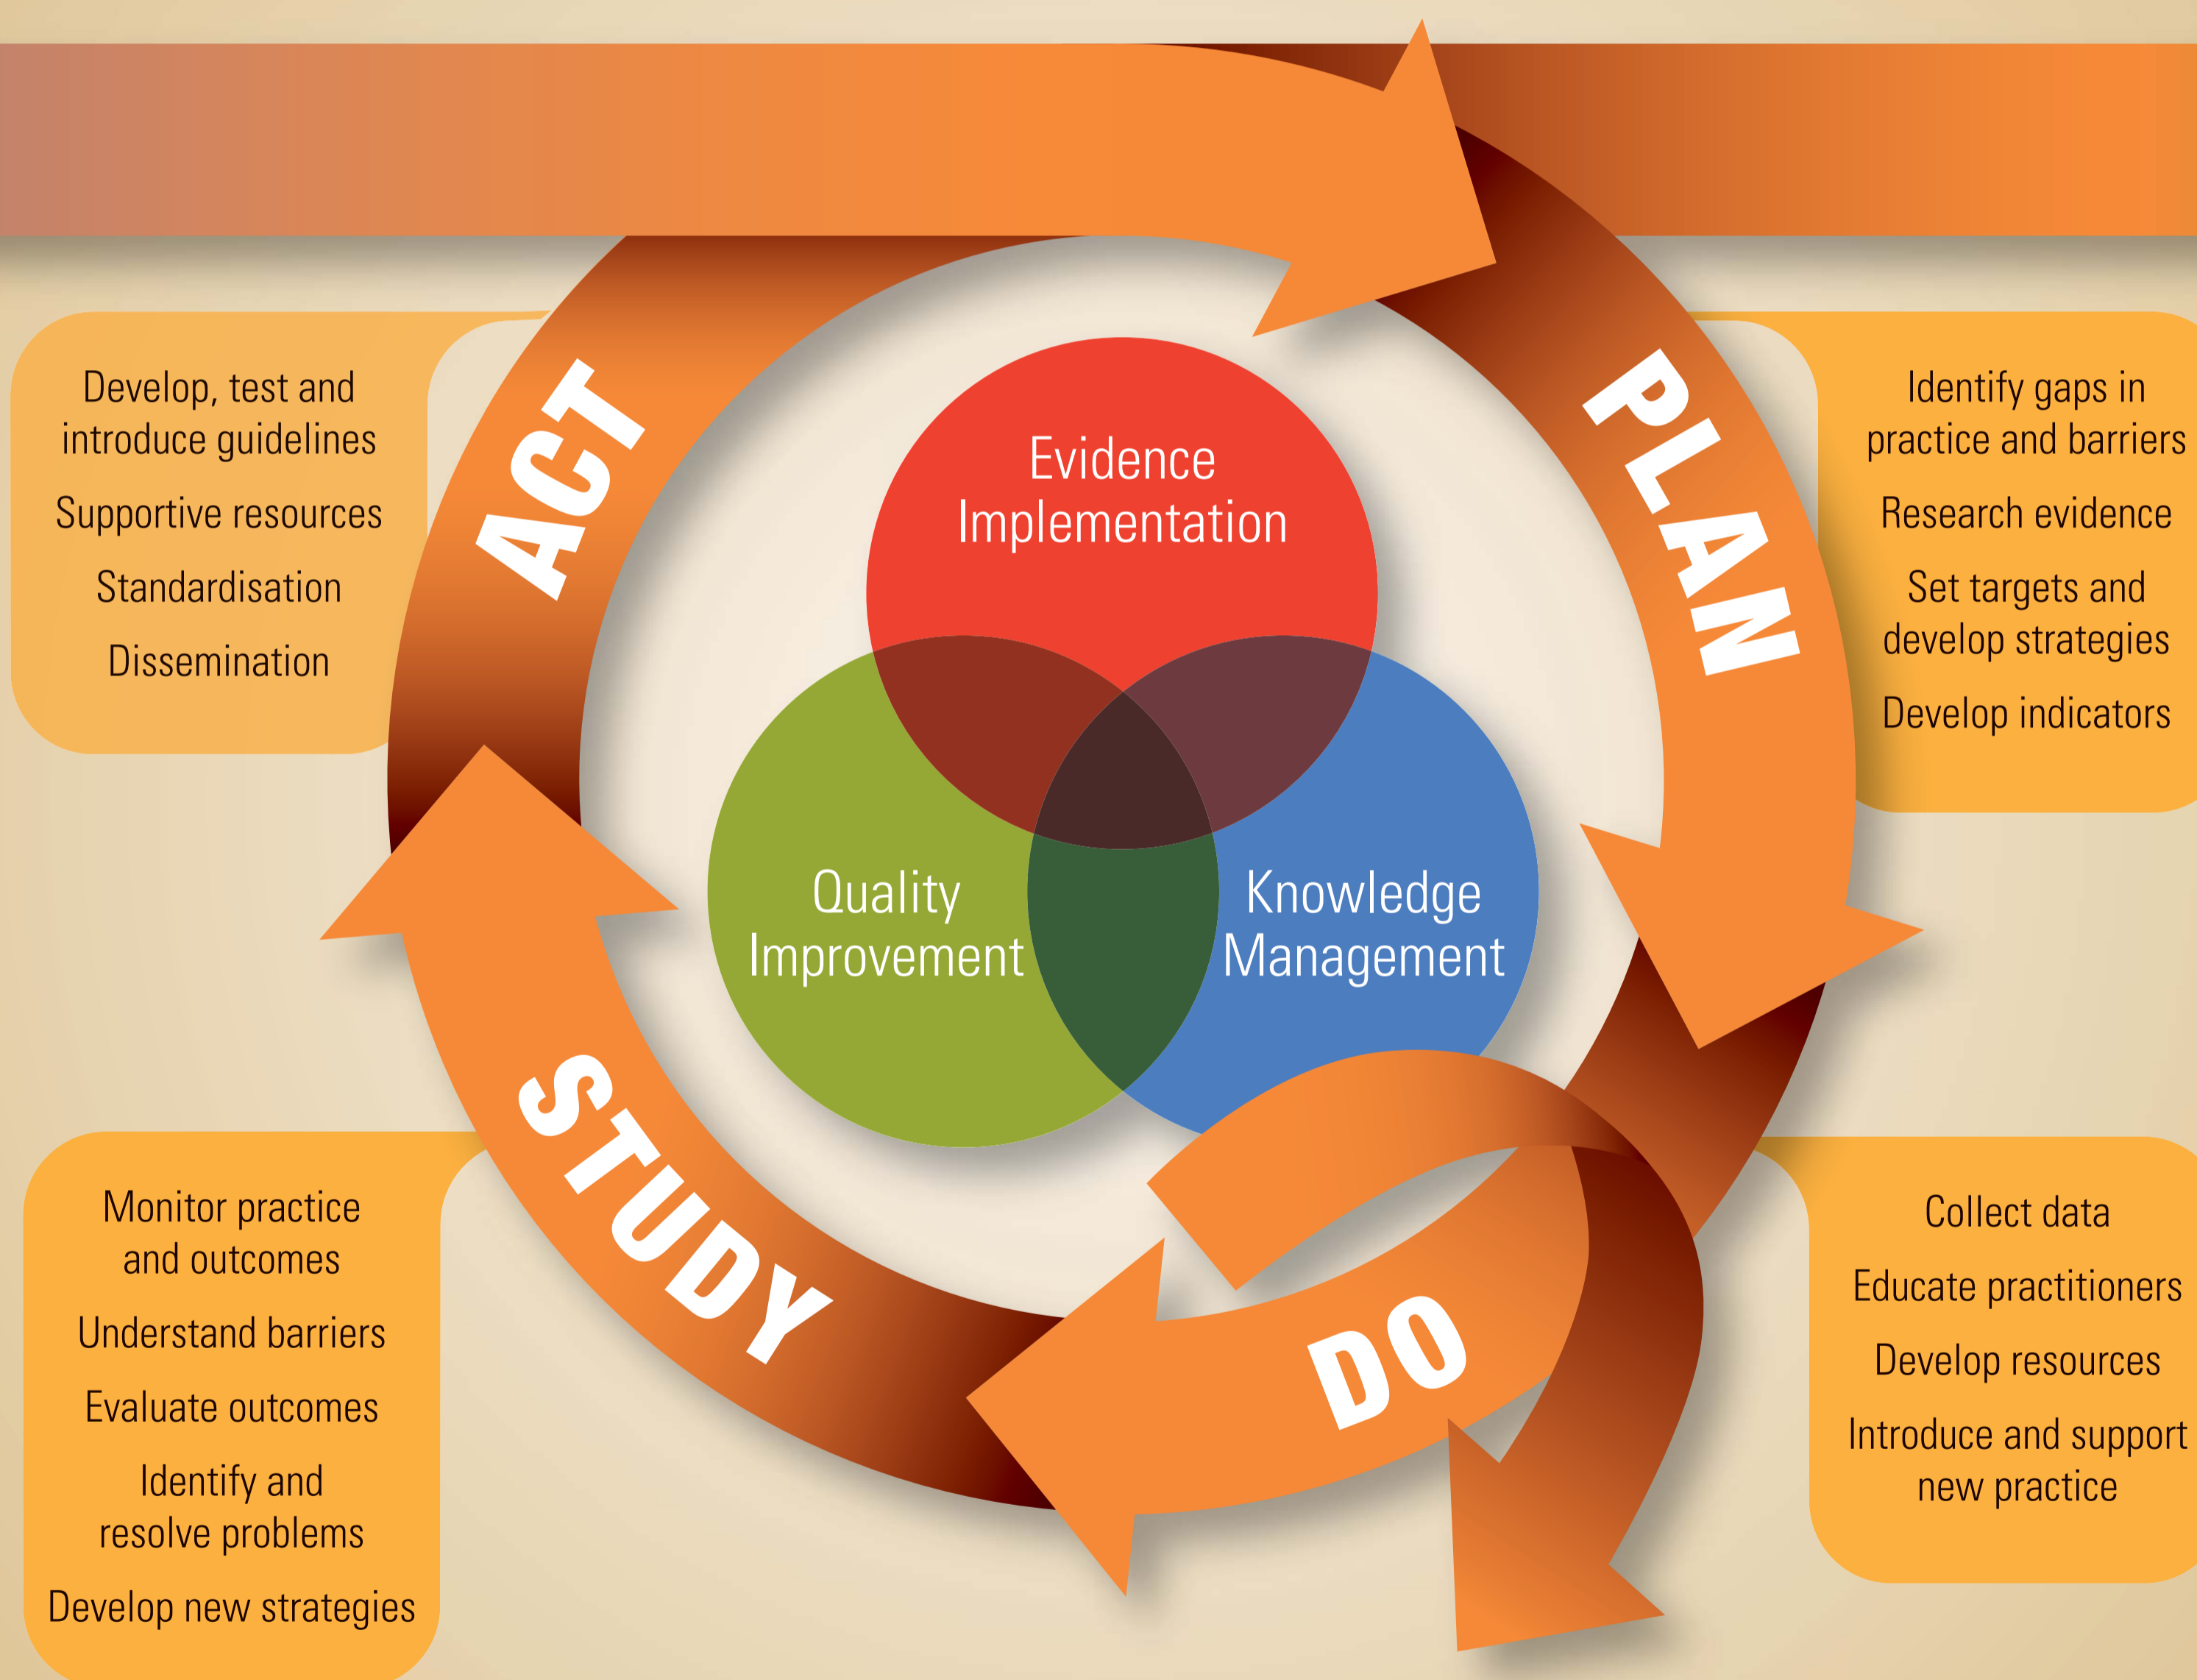 ACT
Develop, test and
introduce guidelines
Supportive resources
Standardisation
Dissemination
PLAN
Identify gaps in
practice and barriers
Research evidence
Set targets and
develop strategies
Develop indicators
Evidence
Implementation
Quality
Improvement
Knowledge
Management
STUDY
Monitor practice
and outcomes
Understand barriers
Evaluate outcomes
Identify and
resolve problems
Develop new strategies
DO
Collect data
Educate practitioners
Develop resources
Introduce and support
new practice